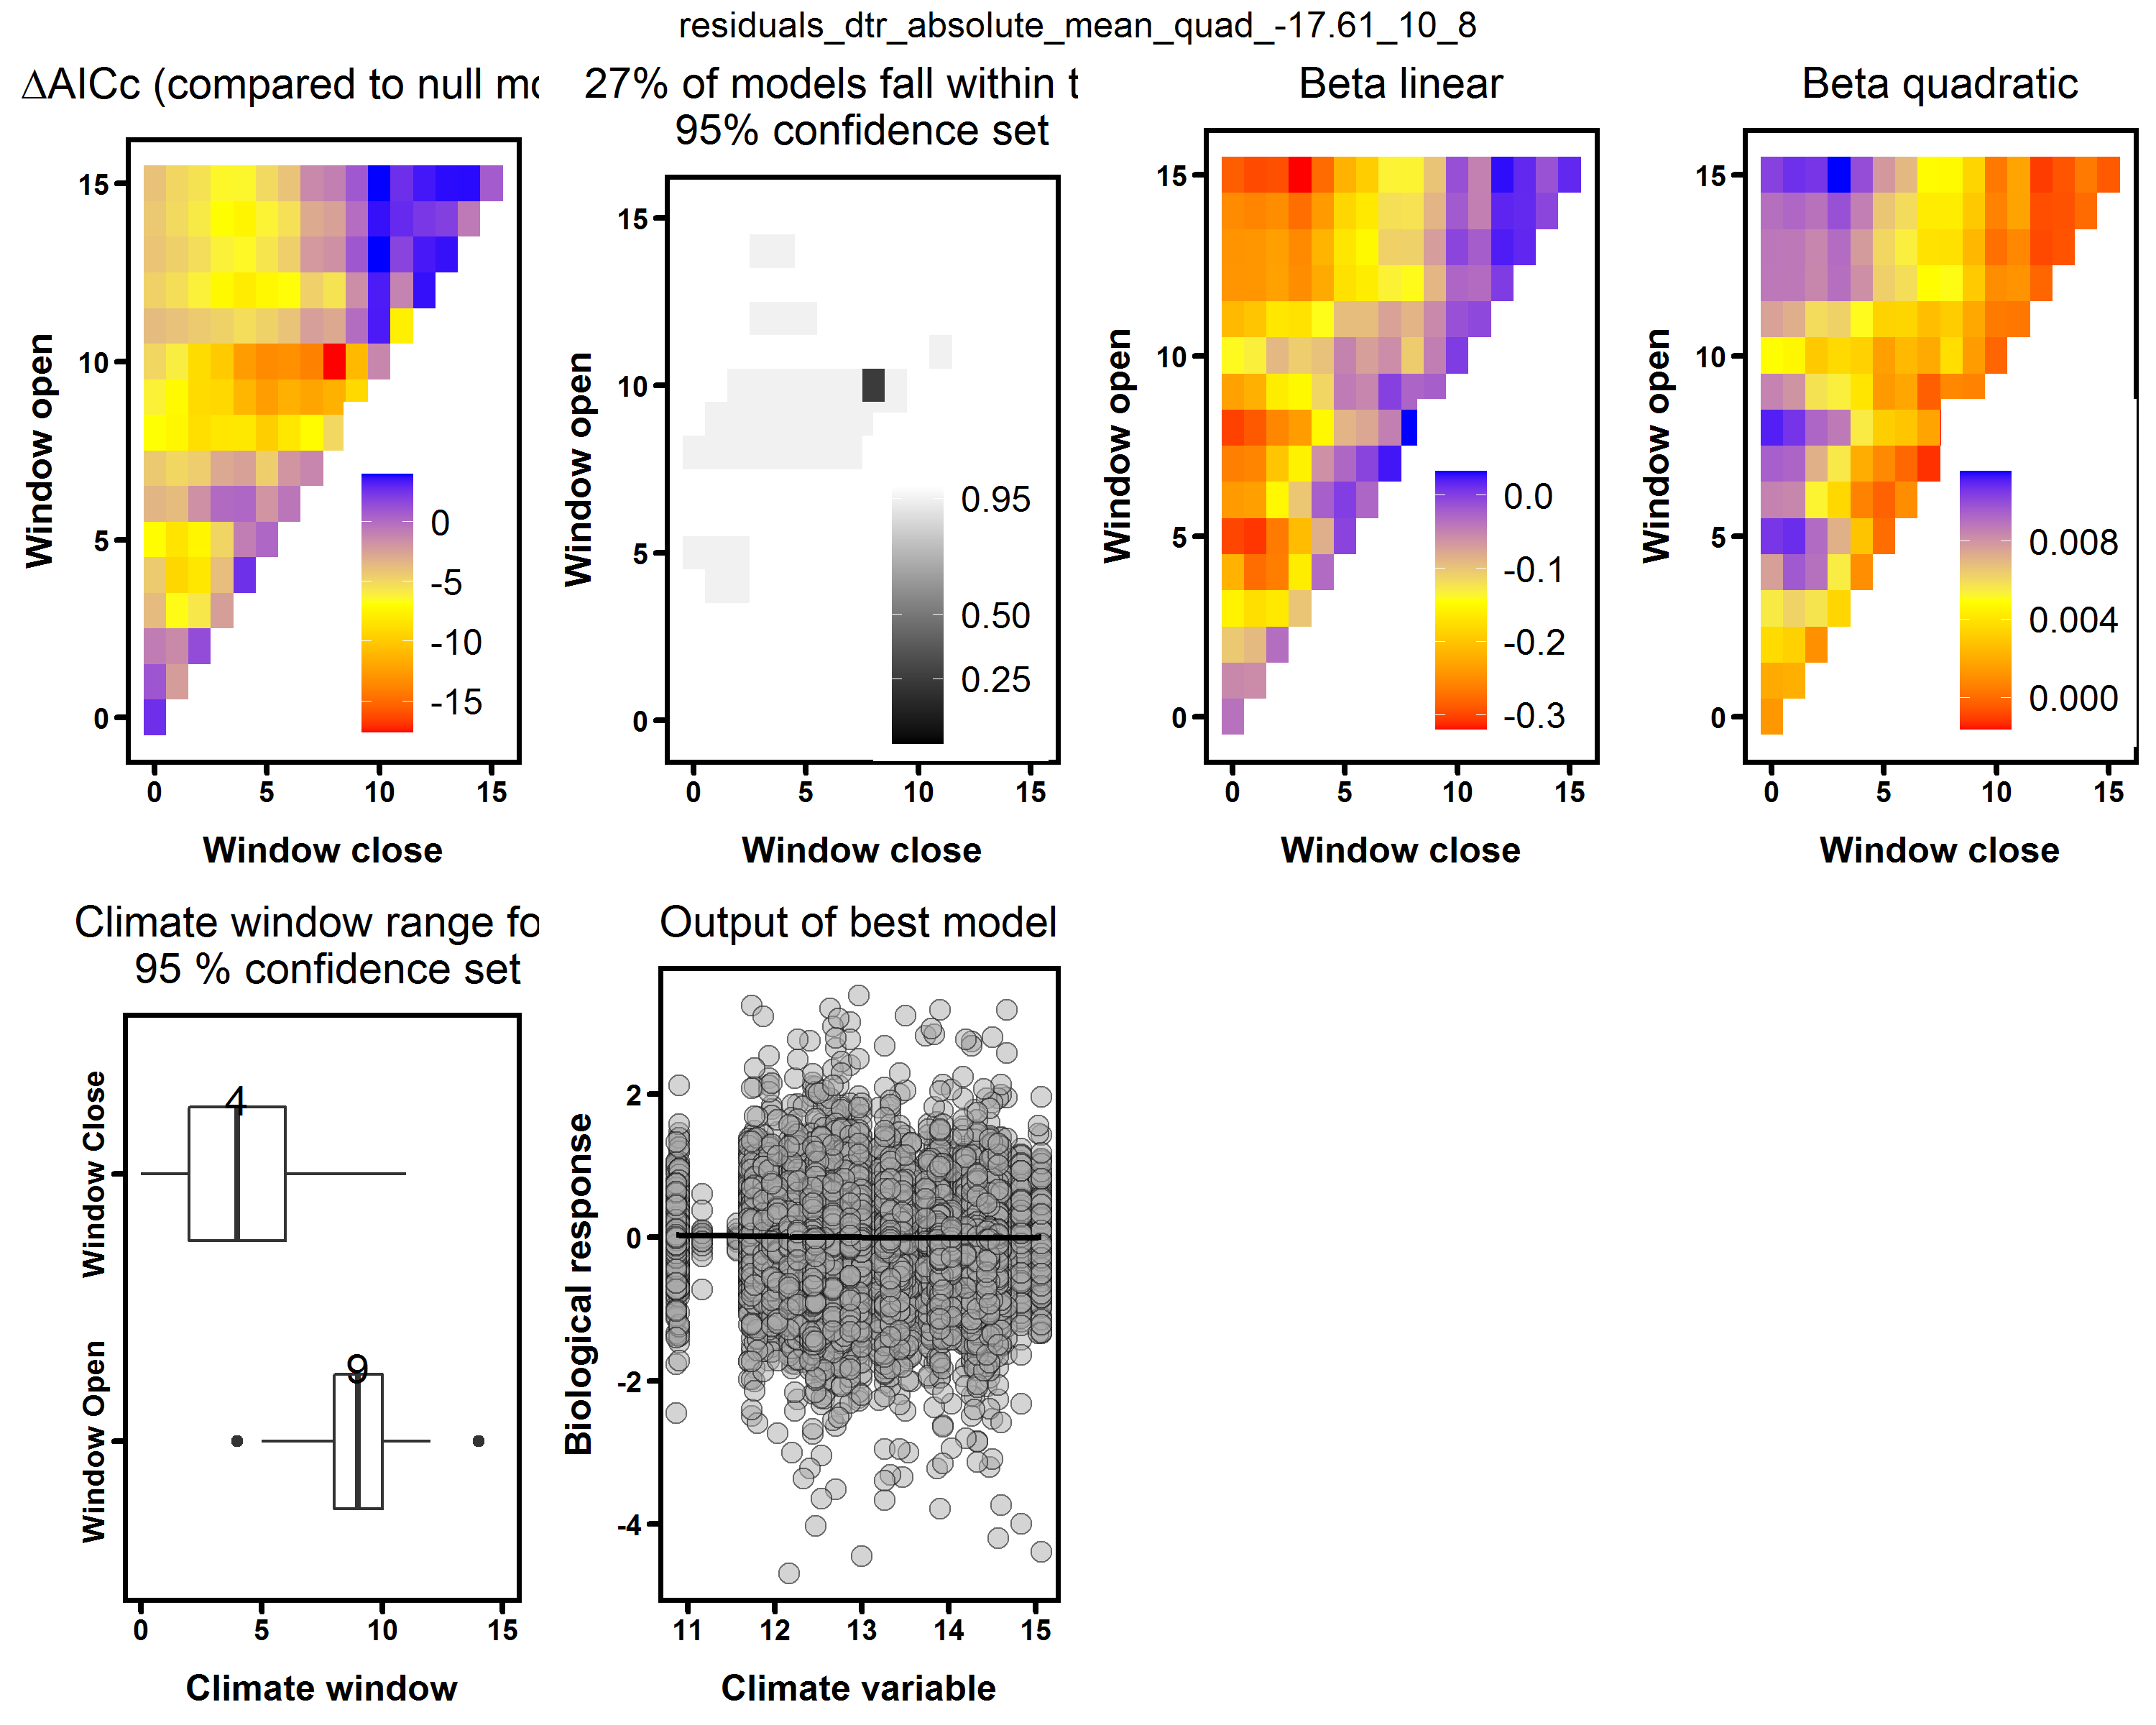 residuals_dtr_absolute_mean_quad_-17.61_10_8
ΔAICc (compared to null mo
15
10
5
0
0 5 10 15
Window open
Window close
0
-5
-10
-15
27% of models fall within t
95% confidence set
15
10
5
0
0 5 10 15
Window open
Window close
0.95
0.50
0.25
Beta linear
15
10
5
0
0 5 10 15
Window open
Window close
0.0
-0.1
-0.2
-0.3
Beta quadratic
15
10
5
0
0 5 10 15
Window open
Window close
0.008
0.004
0.000
Climate window range fo
95 % confidence set
Window Close
Window Open
4
9
0 5 10 15
Climate window
Output of best model
Biological response
2
0
-2
-4
11 12 13 14 15
Climate variable